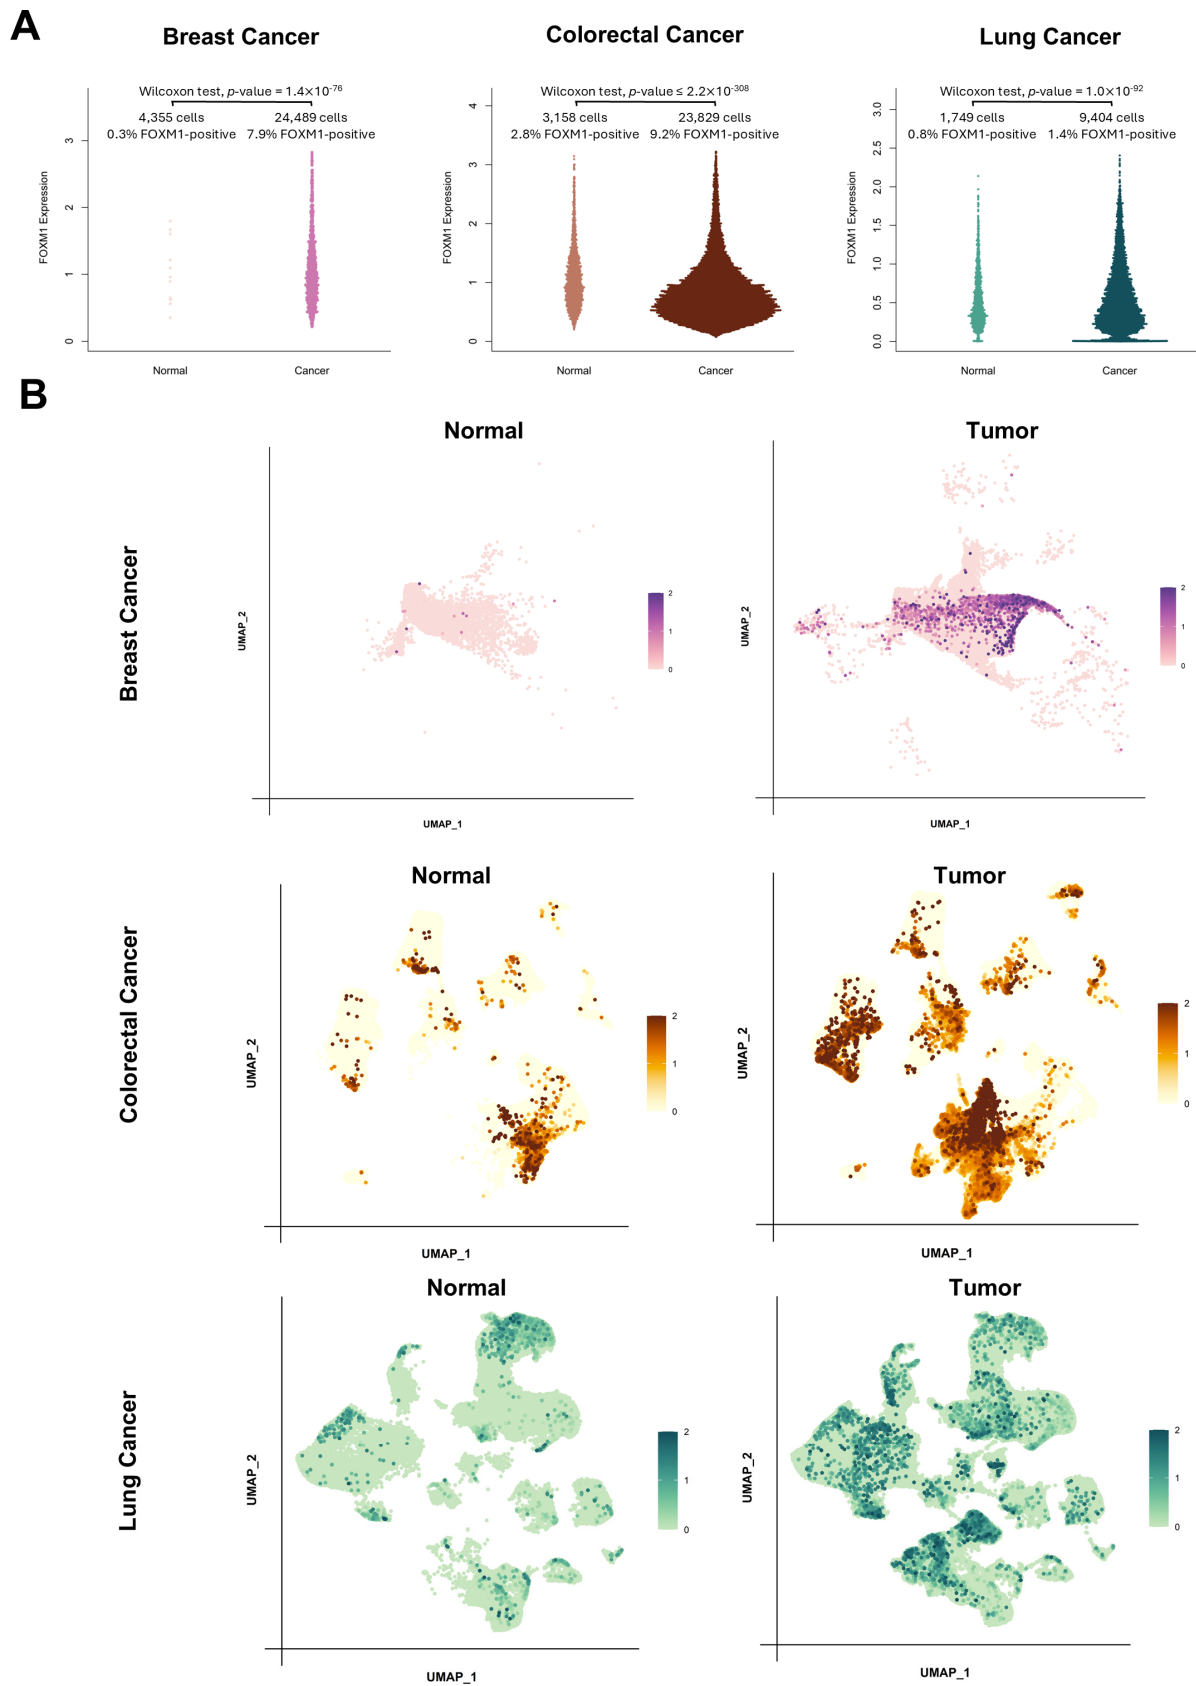 A
Breast Cancer
Colorectal Cancer
Lung Cancer
Wilcoxon test, p-value = 1.4×10⁻⁷⁶
4,355 cells 24,489 cells
0.3% FOXM1-positive 7.9% FOXM1-positive
FOXM1 Expression
3
2
1
0
Normal Cancer
Wilcoxon test, p-value ≤ 2.2×10⁻³⁰⁸
3,158 cells 23,829 cells
2.8% FOXM1-positive 9.2% FOXM1-positive
FOXM1 Expression
4
3
2
1
0
Normal Cancer
Wilcoxon test, p-value = 1.0×10⁻⁹²
1,749 cells 9,404 cells
0.8% FOXM1-positive 1.4% FOXM1-positive
FOXM1 Expression
3.0
2.5
2.0
1.5
1.0
0.5
0.0
Normal Cancer
B
Breast Cancer
Normal
UMAP_2
2
1
0
UMAP_1
Tumor
UMAP_2
2
1
0
UMAP_1
Colorectal Cancer
Normal
UMAP_2
2
1
0
UMAP_1
Tumor
UMAP_2
2
1
0
UMAP_1
Lung Cancer
Normal
UMAP_2
2
1
0
UMAP_1
Tumor
UMAP_2
2
1
0
UMAP_1